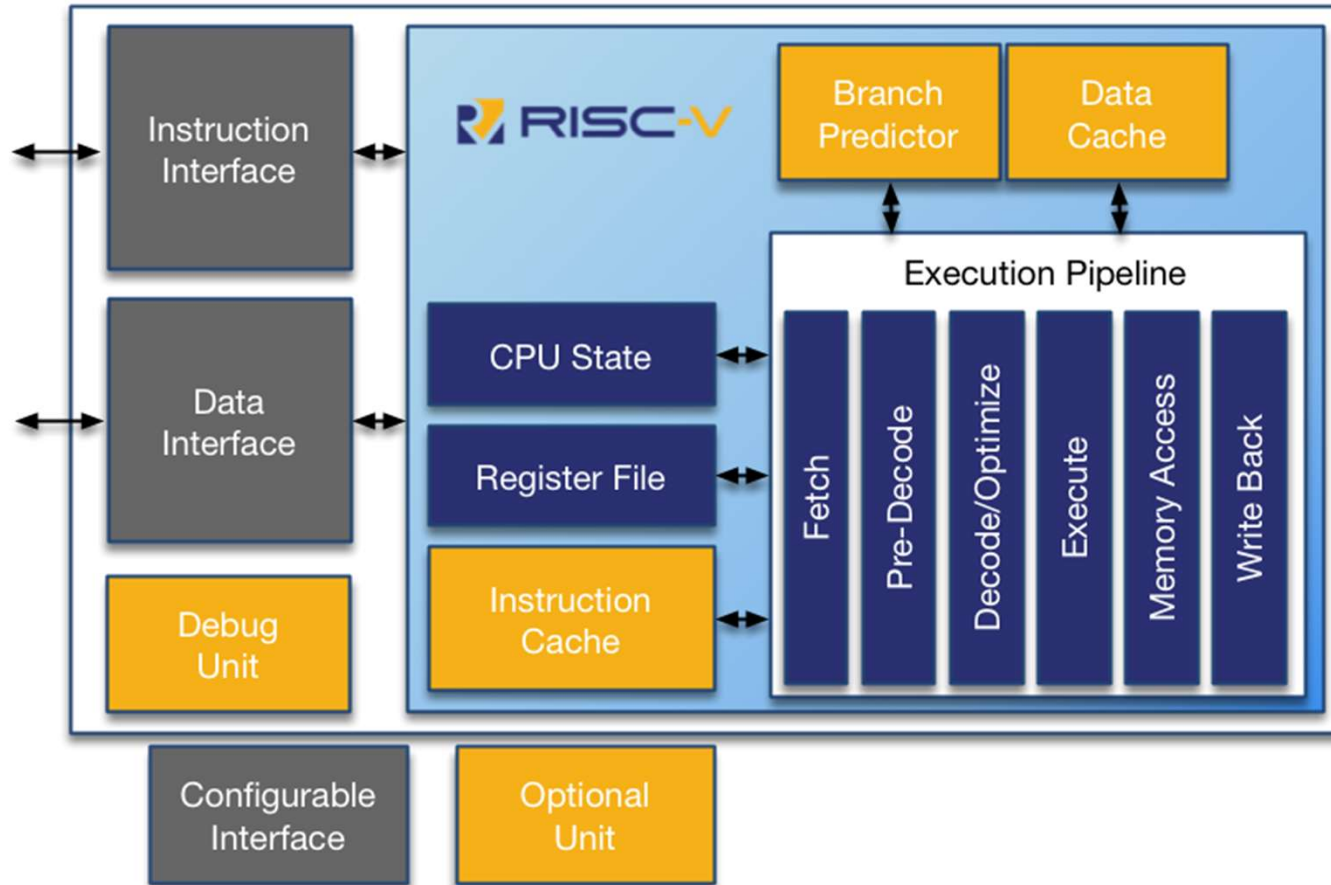 Instruction
Interface
RISC-V
Branch
Predictor
Data
Cache
Execution Pipeline
CPU State
Data
Interface
Register File
Instruction
Cache
Debug
Unit
Fetch
Pre-Decode
Decode/Optimize
Execute
Memory Access
Write Back
Configurable
Interface
Optional
Unit